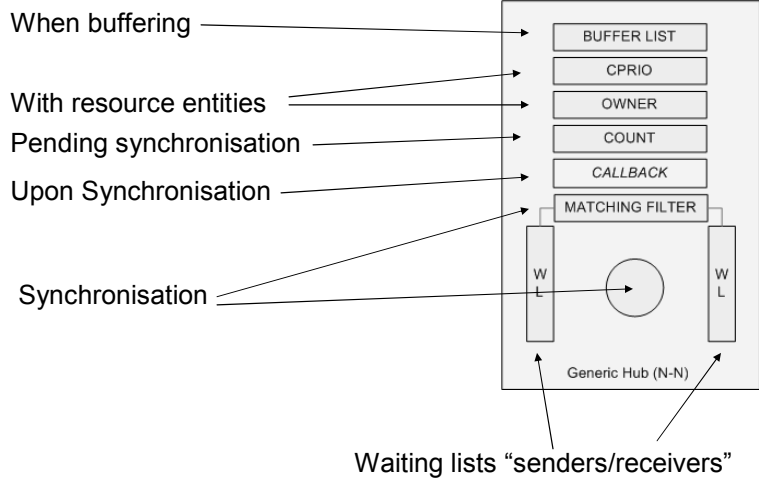 When buffering
BUFFER LIST
CPRIO
With resource entities
OWNER
Pending synchronisation
COUNT
Upon Synchronisation
CALLBACK
MATCHING FILTER
W
L
W
L
Synchronisation
Generic Hub (N-N)
Waiting lists “senders/receivers”